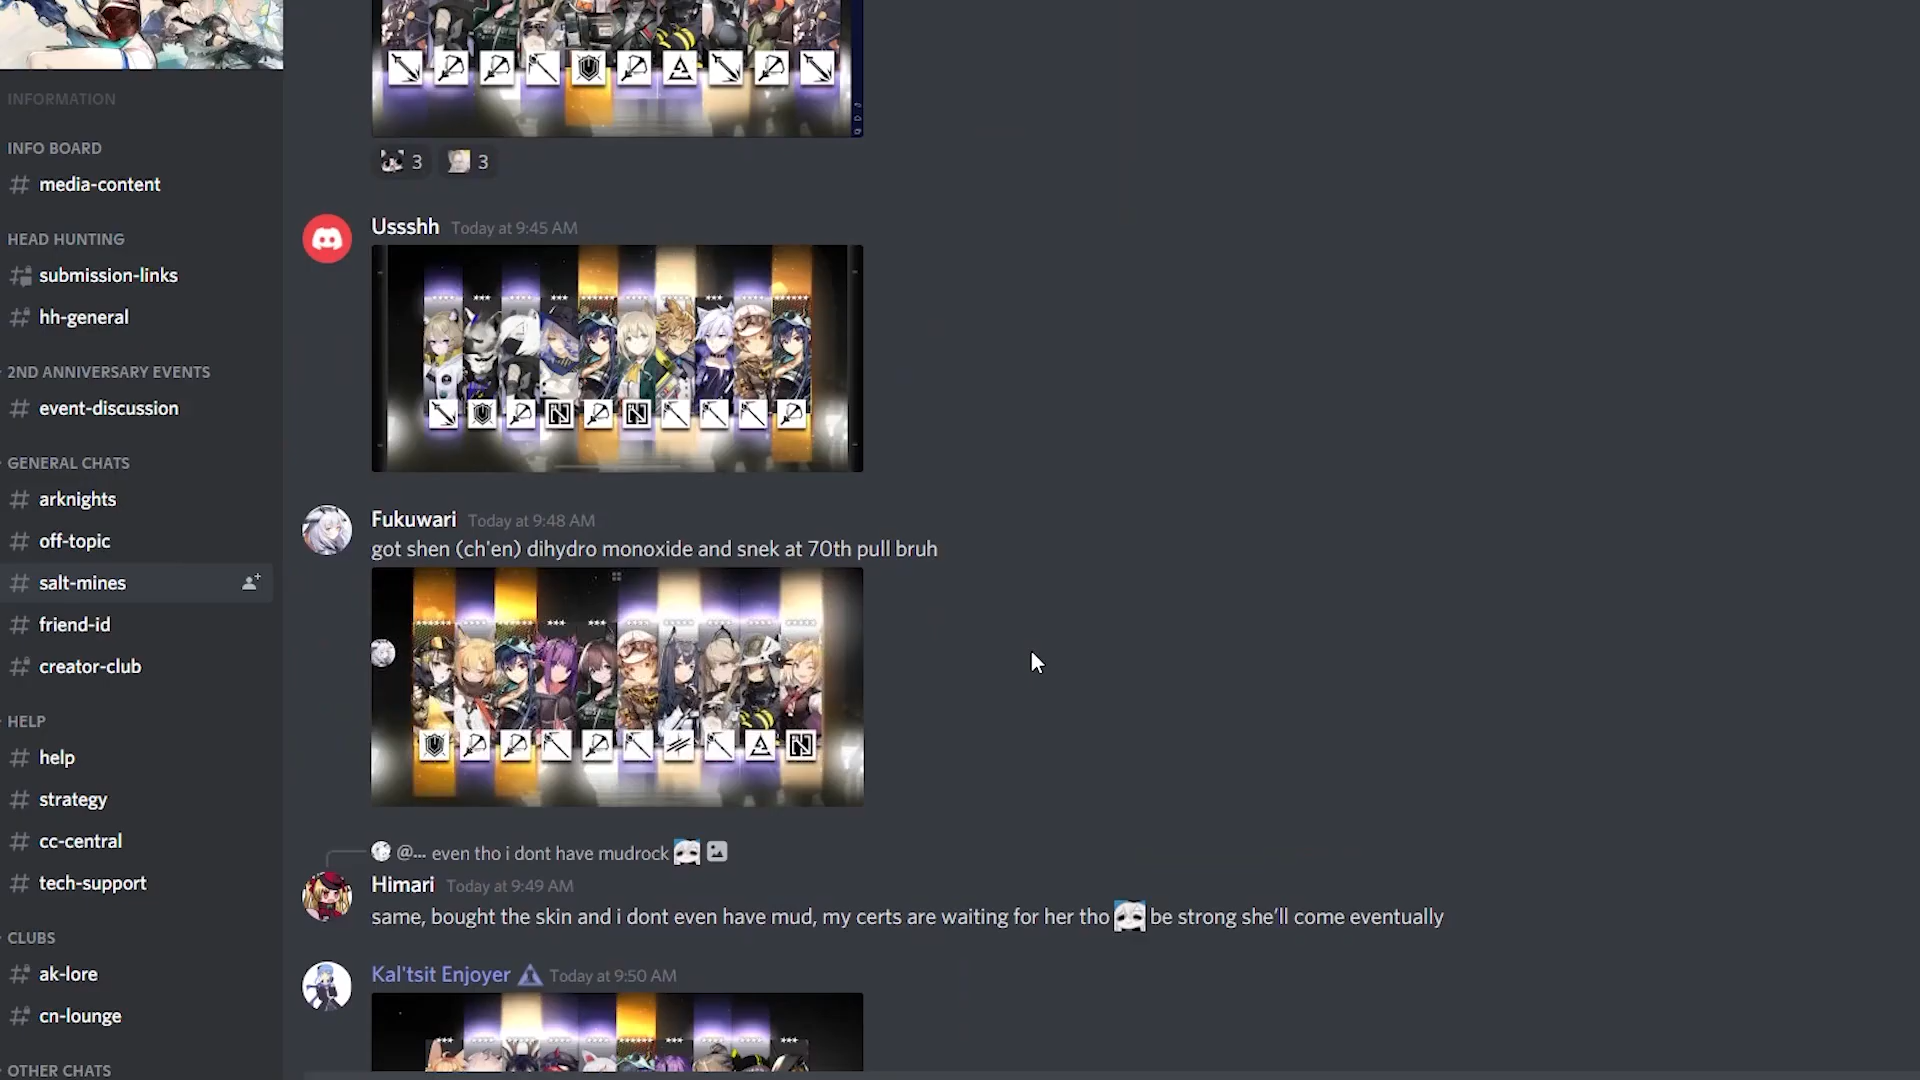 INFORMATION
INFO BOARD
media-content
HEAD HUNTING
submission-links
hh-general
2ND ANNIVERSARY EVENTS
event-discussion
GENERAL CHATS
arknights
off-topic
salt-mines
friend-id
creator-club
HELP
help
strategy
cc-central
tech-support
CLUBS
ak-lore
cn-lounge
OTHER CHATS
3 3
Ussshh Today at 9:45 AM
Fukuwari Today at 9:48 AM
got shen (ch'en) dihydro monoxide and snek at 70th pull bruh
@... even tho i dont have mudrock
Himari Today at 9:49 AM
same, bought the skin and i dont even have mud, my certs are waiting for her tho be strong she'll come eventually
Kal'tsit Enjoyer Today at 9:50 AM